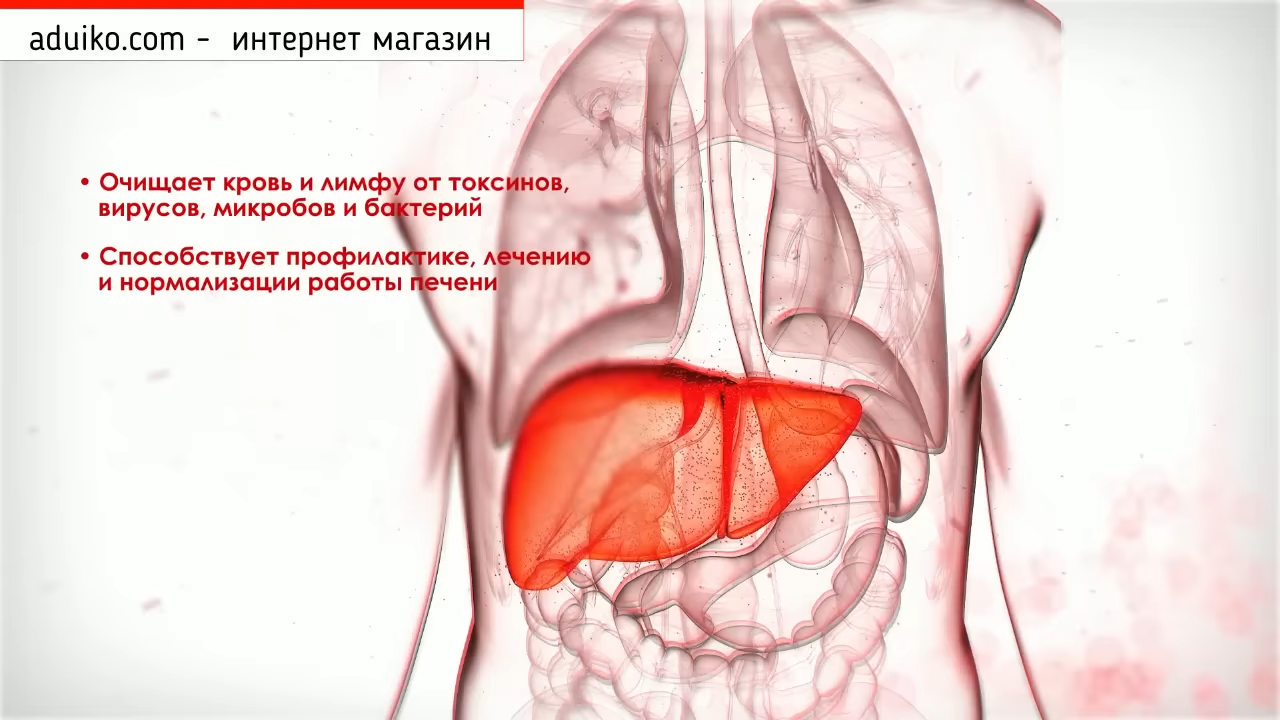 aduiko.com - интернет магазин
• Очищает кровь и лимфу от токсинов,
вирусов, микробов и бактерий
• Способствует профилактике, лечению
и нормализации работы печени